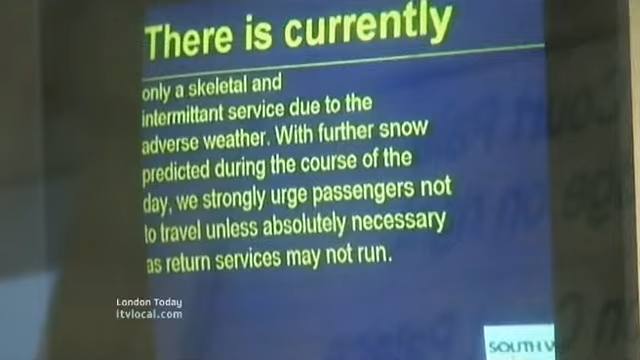 There is currently
only a skeletal and
intermittant service due to the
adverse weather. With further snow
predicted during the course of the
day, we strongly urge passengers not
to travel unless absolutely necessary
as return services may not run.
London Today
itvlocal.com
SOUTH